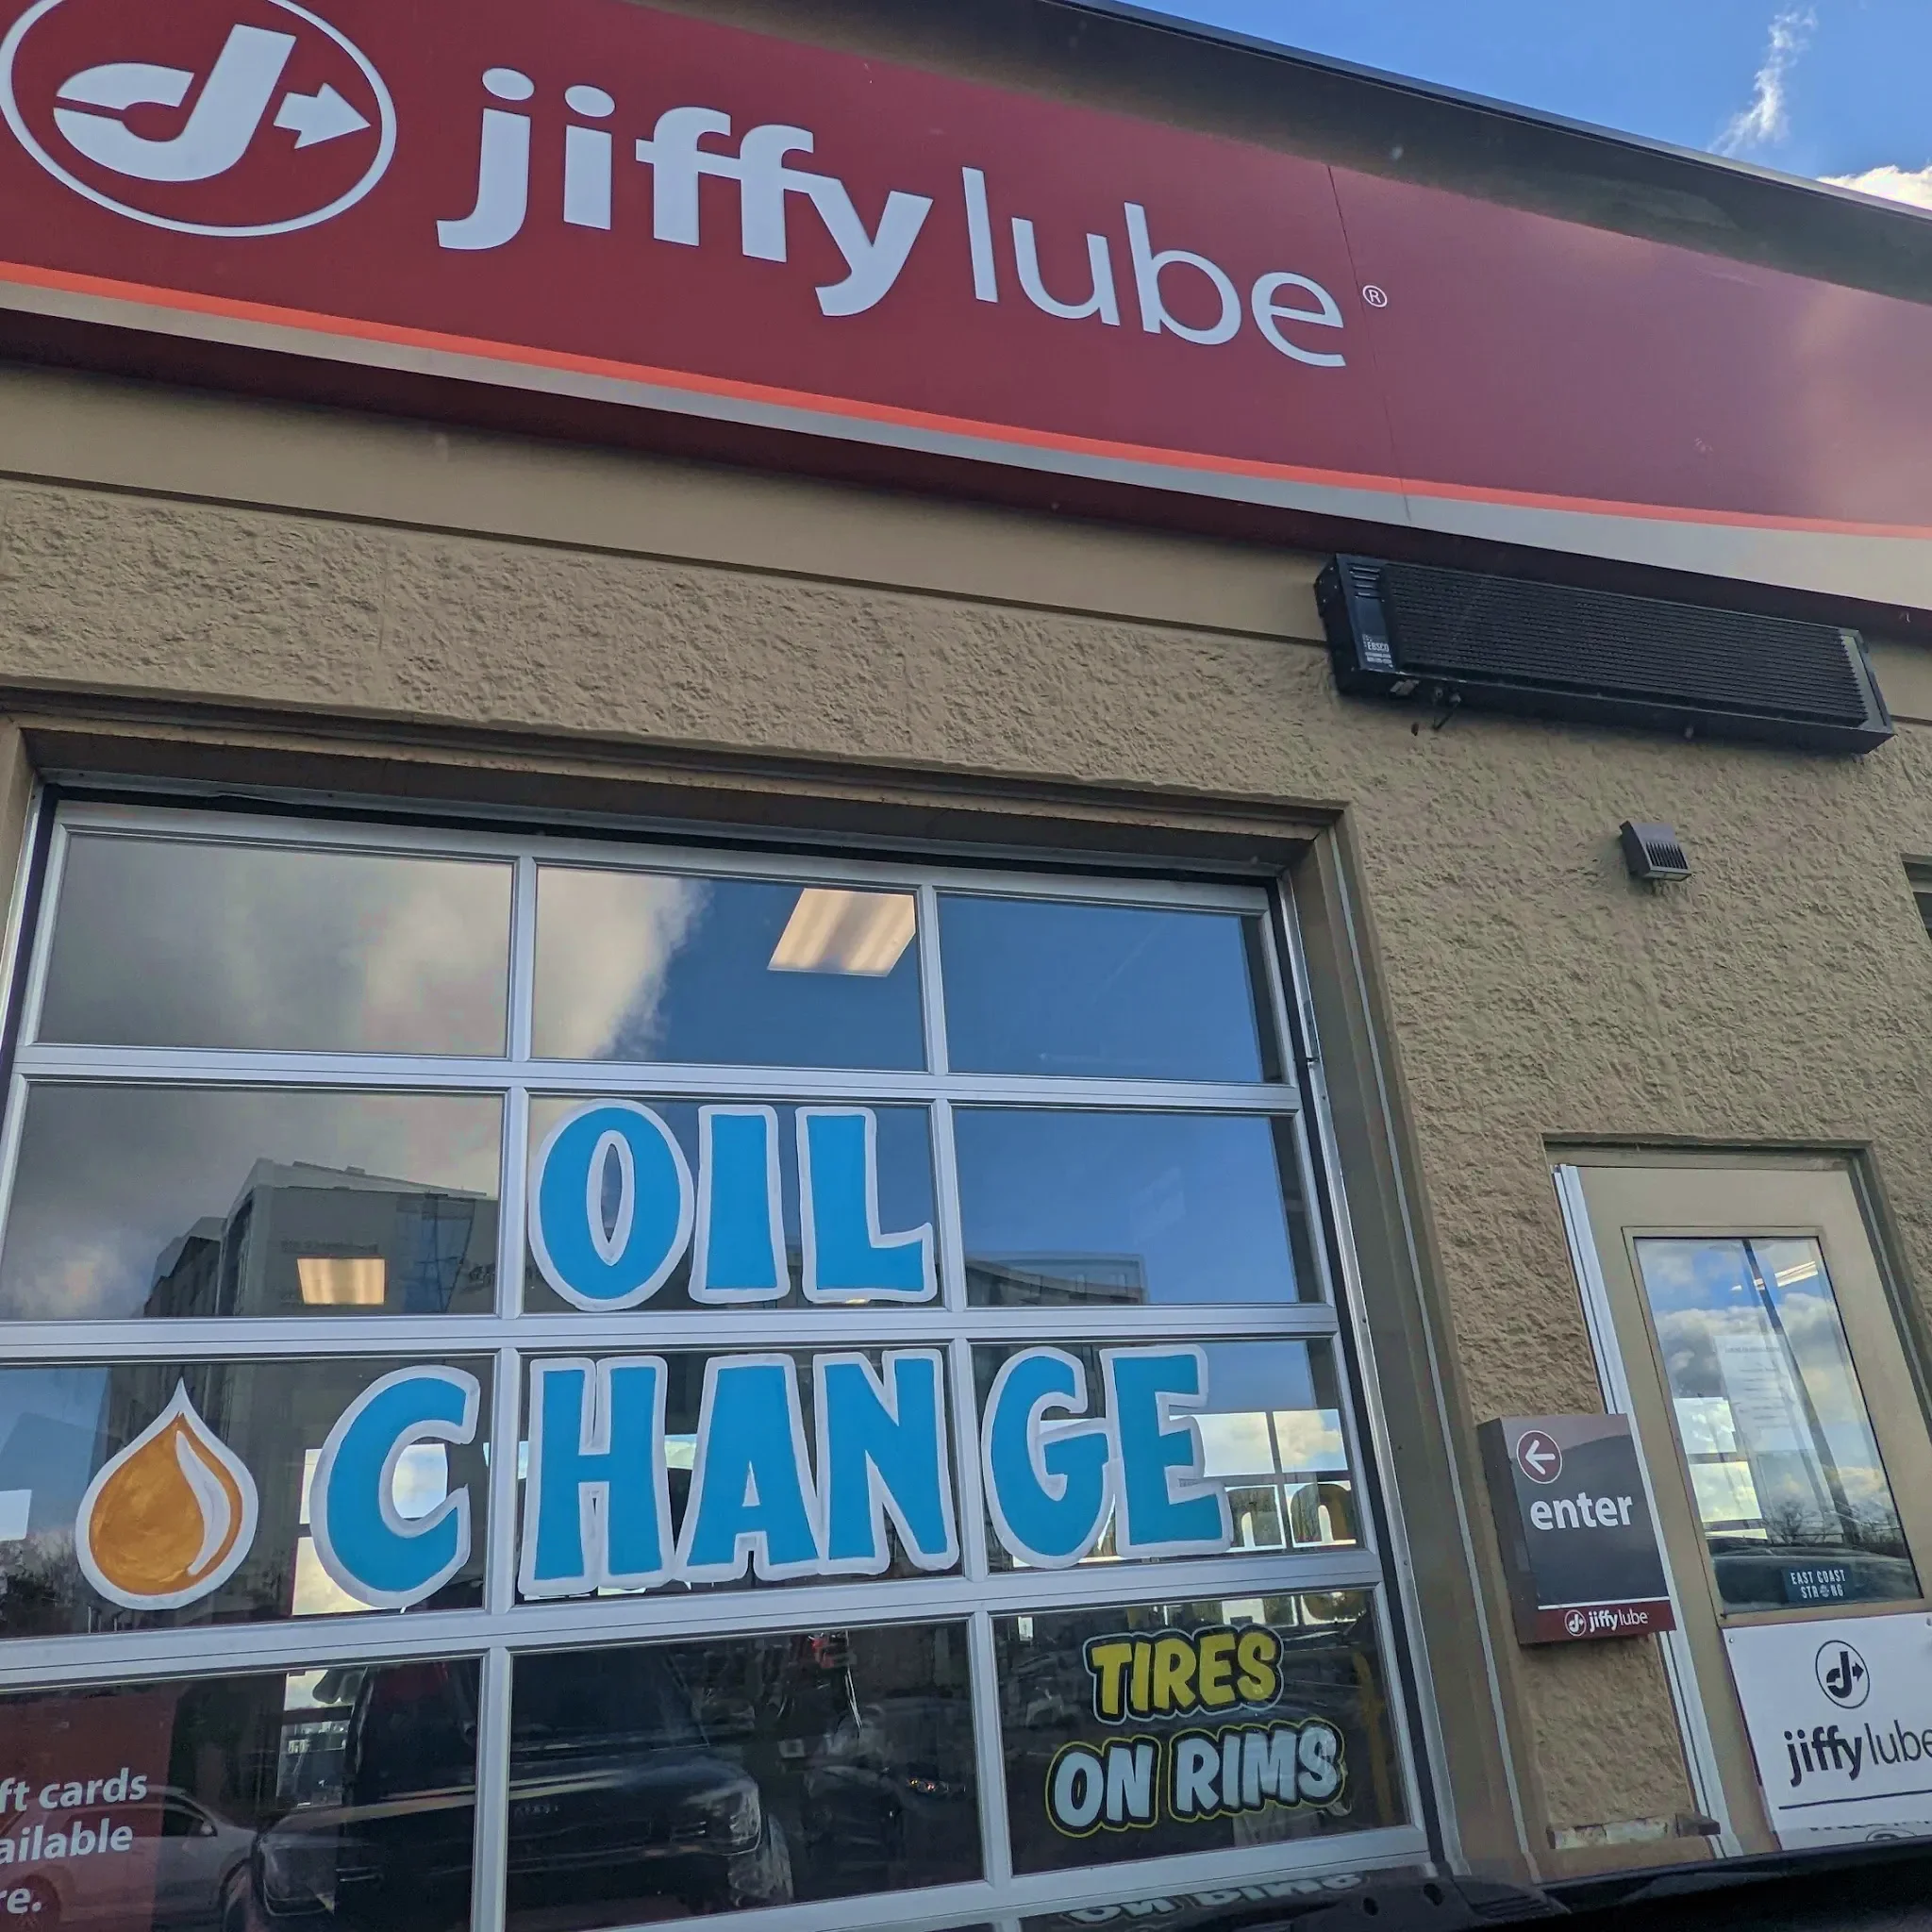 jiffy lube ®
EBSCO
OIL
CHANGE
TIRES
ON RIMS
ft cards
ailable
re.
enter
jiffy lube
EAST COAST
STRONG
jiffy lube